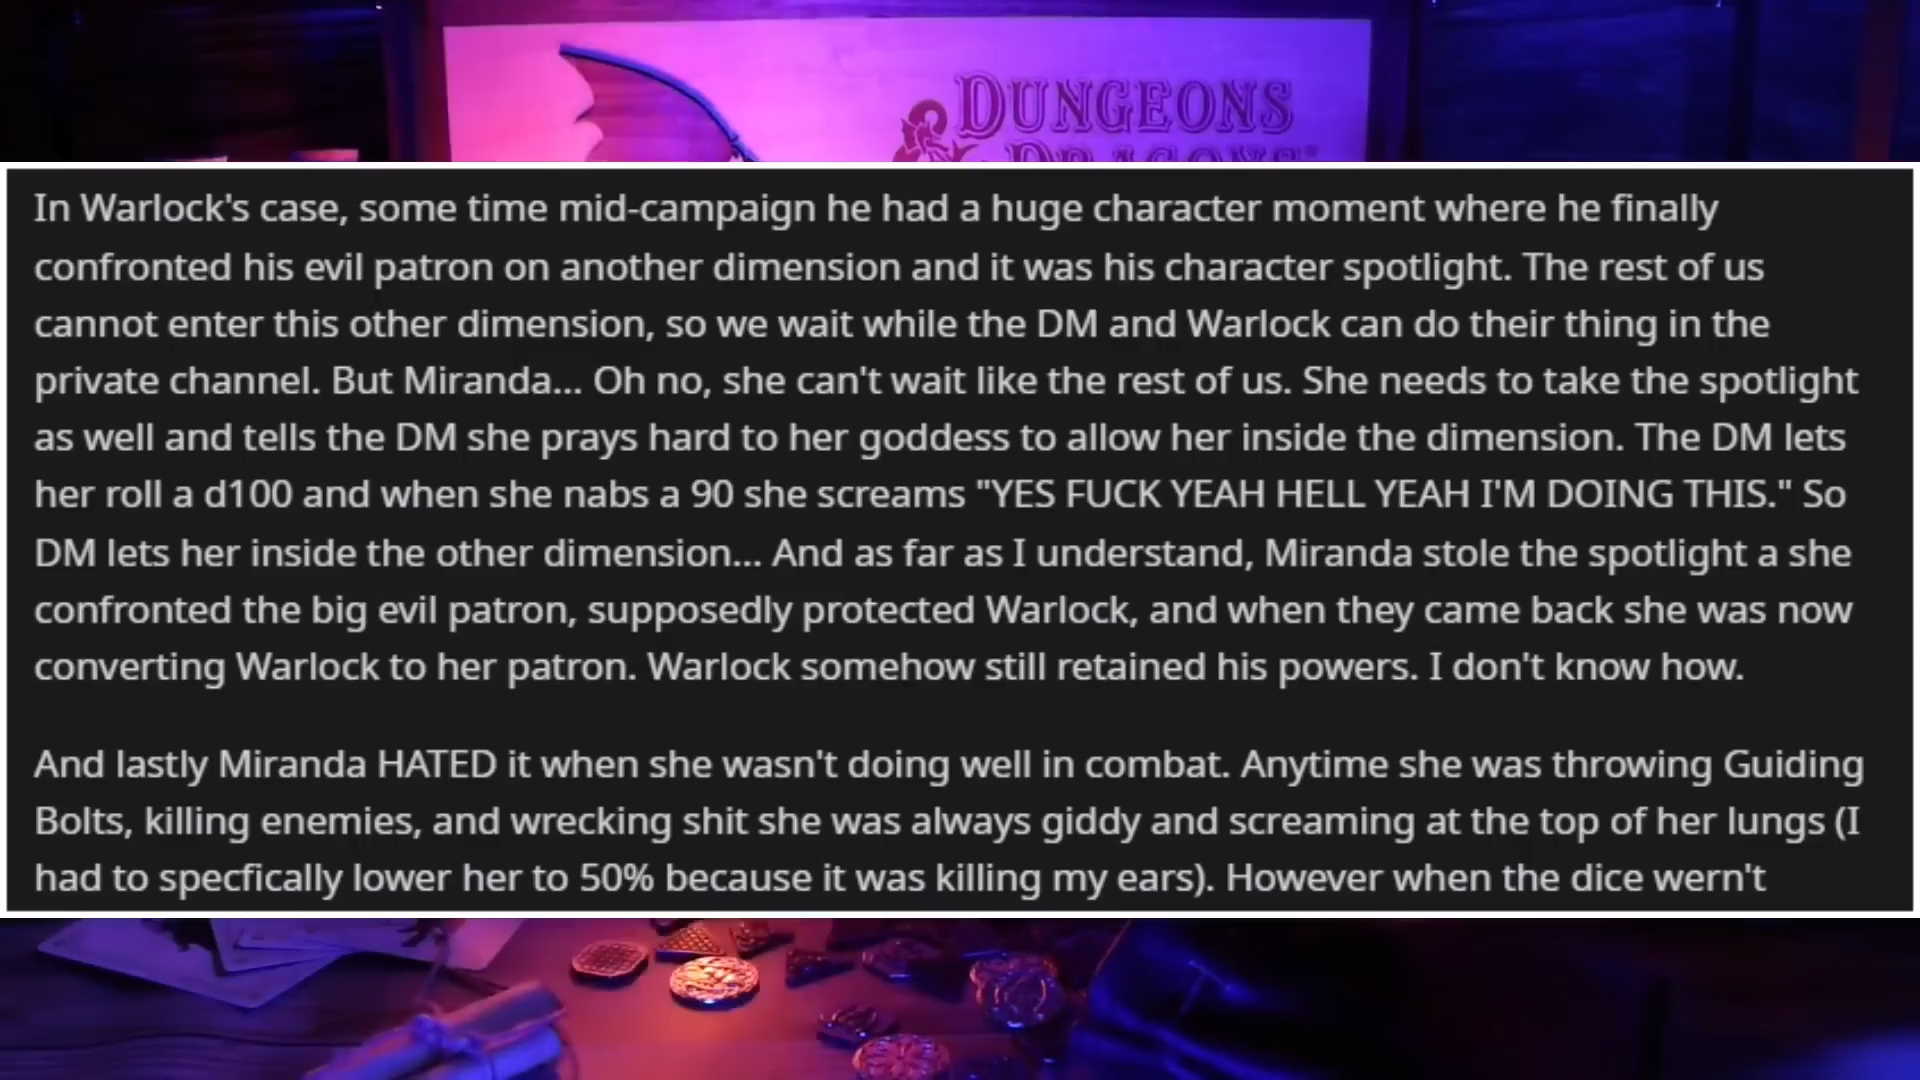 DUNGEONS
DRAGONS
In Warlock's case, some time mid-campaign he had a huge character moment where he finally
confronted his evil patron on another dimension and it was his character spotlight. The rest of us
cannot enter this other dimension, so we wait while the DM and Warlock can do their thing in the
private channel. But Miranda... Oh no, she can't wait like the rest of us. She needs to take the spotlight
as well and tells the DM she prays hard to her goddess to allow her inside the dimension. The DM lets
her roll a d100 and when she nabs a 90 she screams "YES FUCK YEAH HELL YEAH I'M DOING THIS." So
DM lets her inside the other dimension... And as far as I understand, Miranda stole the spotlight a she
confronted the big evil patron, supposedly protected Warlock, and when they came back she was now
converting Warlock to her patron. Warlock somehow still retained his powers. I don't know how.
And lastly Miranda HATED it when she wasn't doing well in combat. Anytime she was throwing Guiding
Bolts, killing enemies, and wrecking shit she was always giddy and screaming at the top of her lungs (I
had to specfically lower her to 50% because it was killing my ears). However when the dice wern't